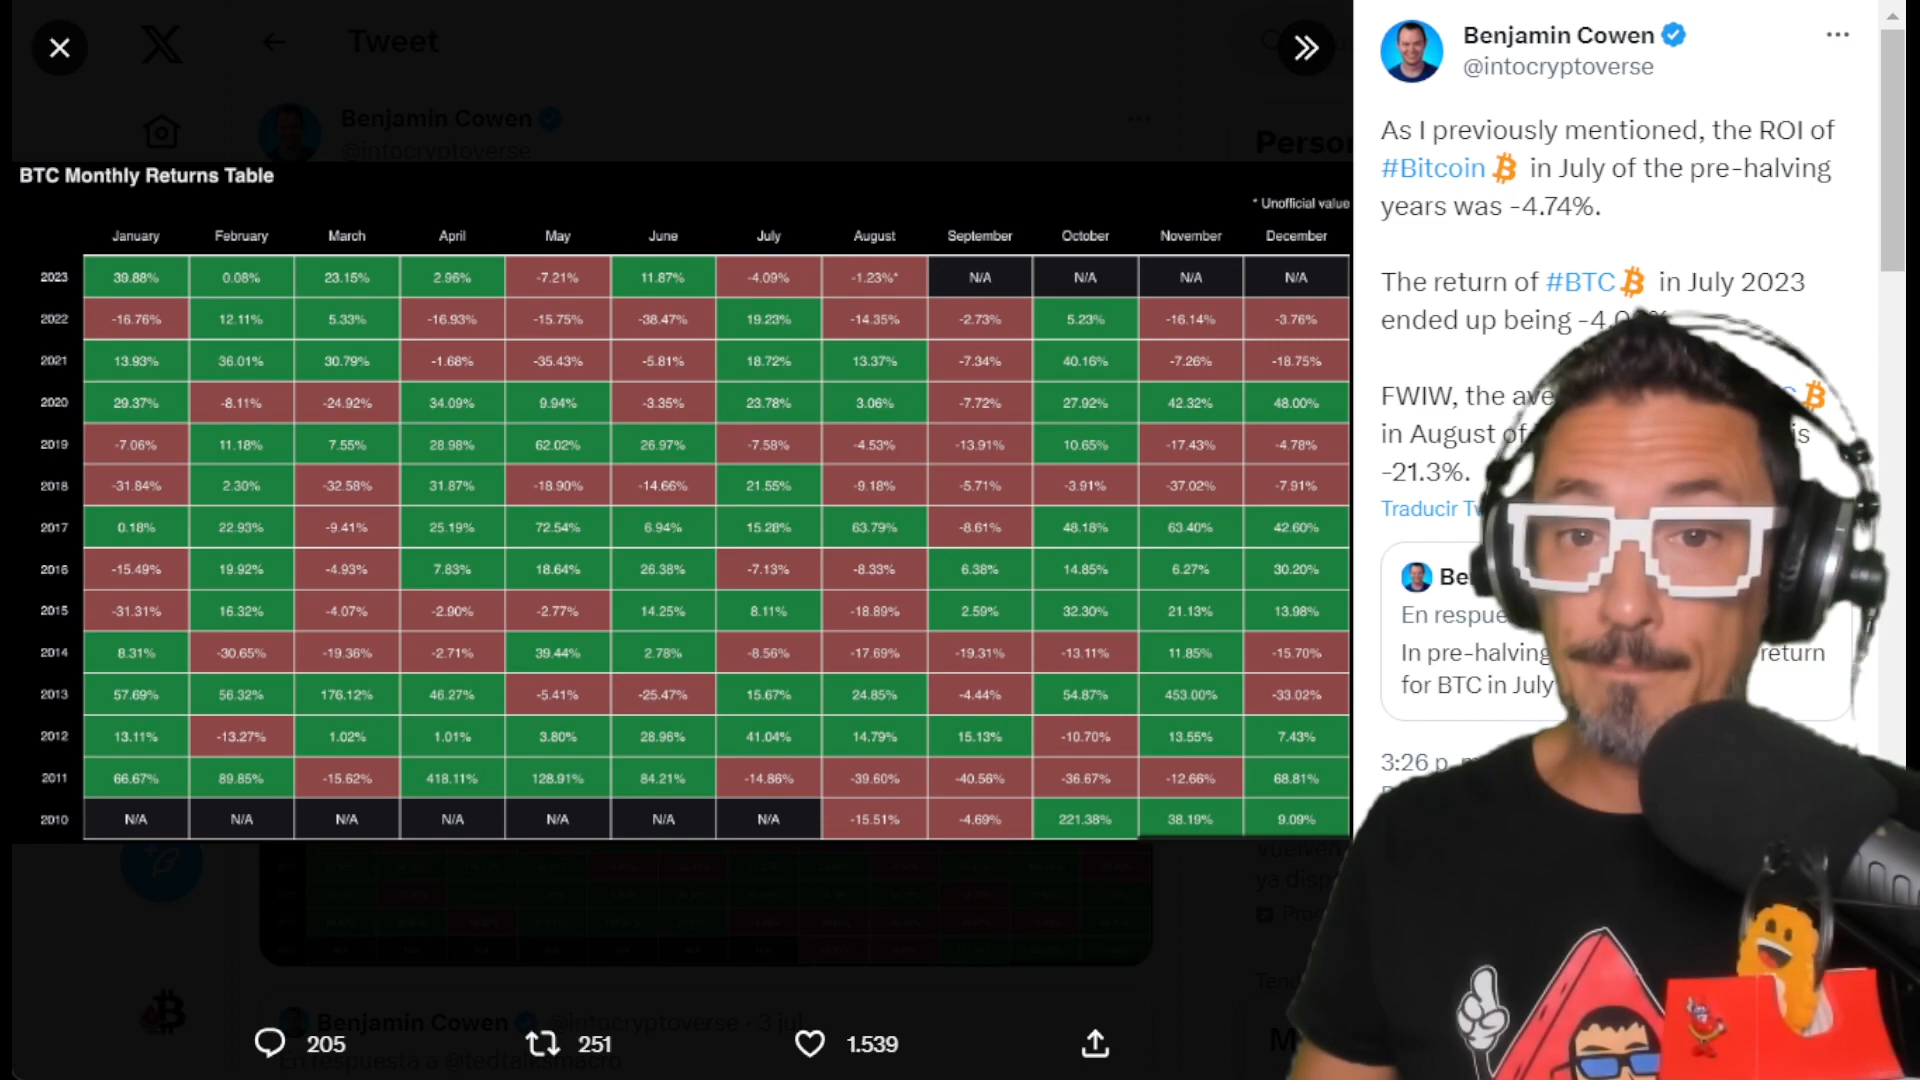 Tweet
Benjamin Cowen
@intocryptoverse
BTC Monthly Returns Table
* Unofficial value
January February March April May June July August September October November December
2023 39.88% 0.08% 23.15% 2.96% -7.21% 11.87% -4.09% -1.23%* N/A N/A N/A N/A
2022 -16.76% 12.11% 5.33% -16.93% -15.75% -38.47% 19.23% -14.35% -2.73% 5.23% -16.14% -3.76%
2021 13.93% 36.01% 30.79% -1.68% -35.43% -5.81% 18.72% 13.37% -7.34% 40.16% -7.26% -18.75%
2020 29.37% -8.11% -24.92% 34.09% 9.94% -3.35% 23.78% 3.06% -7.72% 27.92% 42.32% 48.00%
2019 -7.06% 11.18% 7.55% 28.98% 62.02% 26.97% -7.58% -4.53% -13.91% 10.65% -17.43% -4.78%
2018 -31.84% 2.30% -32.58% 31.87% -18.90% -14.66% 21.55% -9.18% -5.71% -3.91% -37.02% -7.91%
2017 0.18% 22.93% -9.41% 25.19% 72.54% 6.94% 15.28% 63.79% -8.61% 48.18% 63.40% 42.60%
2016 -15.49% 19.92% -4.93% 7.83% 18.64% 26.38% -7.13% -8.33% 6.38% 14.85% 6.27% 30.20%
2015 -31.31% 16.32% -4.07% -2.90% -2.77% 14.25% 8.11% -18.89% 2.59% 32.30% 21.13% 13.98%
2014 8.31% -30.65% -19.36% -2.71% 39.44% 2.78% -8.56% -17.69% -19.31% -13.11% 11.85% -15.70%
2013 57.69% 56.32% 176.12% 46.27% -5.41% -25.47% 15.67% 24.85% -4.44% 54.87% 453.00% -33.02%
2012 13.11% -13.27% 1.02% 1.01% 3.80% 28.96% 41.04% 14.79% 15.13% -10.70% 13.55% 7.43%
2011 66.67% 89.85% -15.62% 418.11% 128.91% 84.21% -14.86% -39.60% -40.56% -36.67% -12.66% 68.81%
2010 N/A N/A N/A N/A N/A N/A N/A -15.51% -4.69% 221.38% 38.19% 9.09%
Benjamin Cowen @intocryptoverse · 3 jul.
En respuesta a @tedtalksmacro
205 251 1.539
Benjamin Cowen
@intocryptoverse
As I previously mentioned, the ROI of
#Bitcoin in July of the pre-halving
years was -4.74%.
The return of #BTC in July 2023
ended up being
FWIW, the
in August of is
-21.3%.
Traducir
In pre-halving return
for BTC in July
3:26 p.